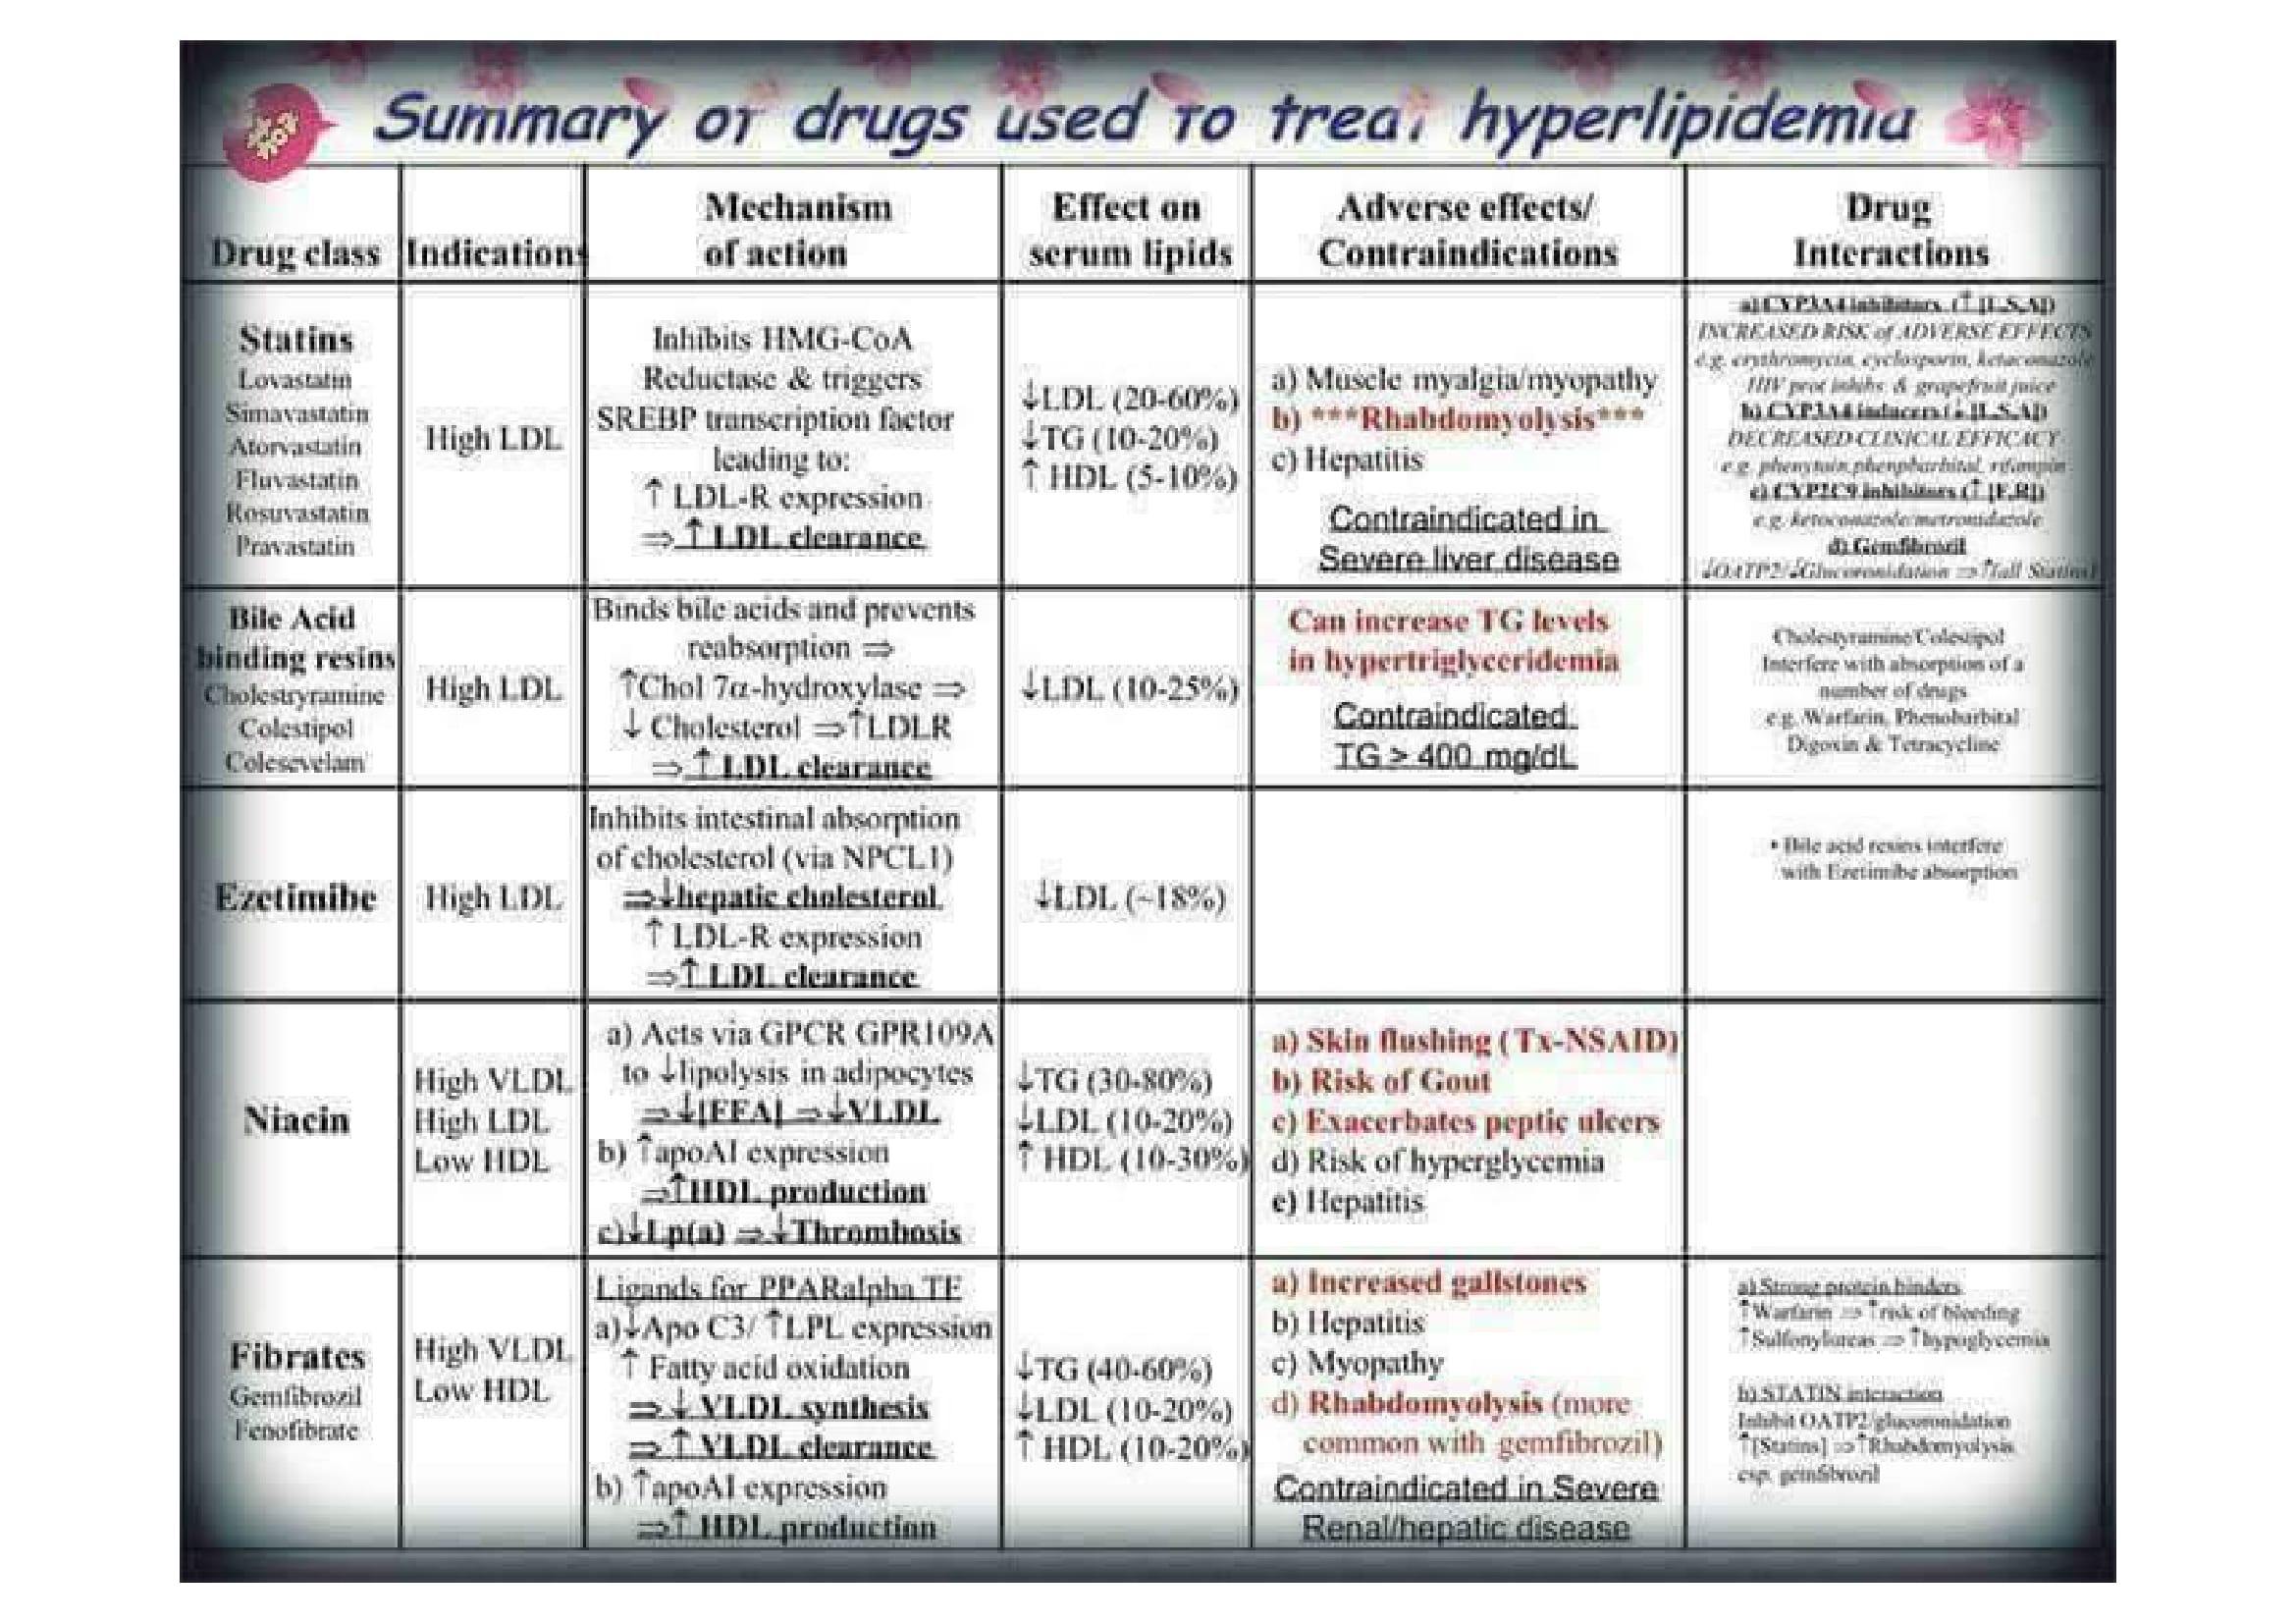 Summary of drugs used to treat hyperlipidemia
Drug class
Indications
Mechanism
of action
Effect on
serum lipids
Adverse effects/
Contraindications
Drug
Interactions
Statins
Lovastatin
Simavastatin
Atorvastatin
Fluvastatin
Rosuvastatin
Pravastatin
High LDL
Inhibits HMG-CoA
Reductase & triggers
SREBP transcription factor
leading to:
↑ LDL-R expression
⇒ ↑ LDL clearance
↓LDL (20-60%)
↓TG (10-20%)
↑ HDL (5-10%)
a) Muscle myalgia/myopathy
b) ***Rhabdomyolysis***
c) Hepatitis
Contraindicated in
Severe liver disease
a) CYP3A4 inhibitors (↑ [L,S,A])
INCREASED RISK of ADVERSE EFFECTS
e.g. erythromycin, cyclosporin, ketaconazole
HIV prot inhibs. & grapefruit juice
b) CYP3A4 inducers (↓ [L,S,A])
DECREASED CLINICAL EFFICACY
e.g. phenytoin, rifampin
c) CYP2C9 inhibitors (↑ [F,R])
e.g. ketoconazole/metronidazole
d) Gemfibrozil
↓OATP2/↓Glucoronidation ⇒ ↑[all Statins]
Bile Acid
binding resins
Cholestryramine
Colestipol
Colesevelam
High LDL
Binds bile acids and prevents
reabsorption ⇒
↑Chol 7α-hydroxylase ⇒
↓ Cholesterol ⇒↑LDLR
⇒ ↑ LDL clearance
↓LDL (10-25%)
Can increase TG levels
in hypertriglyceridemia
Contraindicated
TG > 400 mg/dL
Cholestyramine/Colestipol
Interfere with absorption of a
number of drugs
e.g. Warfarin, Phenobarbital
Digoxin & Tetracycline
Ezetimibe
High LDL
Inhibits intestinal absorption
of cholesterol (via NPCL1)
⇒↓hepatic cholesterol
↑ LDL-R expression
⇒↑ LDL clearance
↓LDL (~18%)
• Bile acid resins interfere
with Ezetimibe absorption
Niacin
High VLDL
High LDL
Low HDL
a) Acts via GPCR GPR109A
to ↓lipolysis in adipocytes
⇒↓[FFA] ⇒↓VLDL
b) ↑apoAI expression
⇒↑HDL production
c)↓Lp(a) ⇒↓Thrombosis
↓TG (30-80%)
↓LDL (10-20%)
↑ HDL (10-30%)
a) Skin flushing (Tx-NSAID)
b) Risk of Gout
c) Exacerbates peptic ulcers
d) Risk of hyperglycemia
e) Hepatitis
Fibrates
Gemfibrozil
Fenofibrate
High VLDL
Low HDL
Ligands for PPARalpha TF
a)↓Apo C3/ ↑LPL expression
↑ Fatty acid oxidation
⇒↓ VLDL synthesis
⇒ ↑ VLDL clearance
b) ↑apoAI expression
⇒↑ HDL production
↓TG (40-60%)
↓LDL (10-20%)
↑ HDL (10-20%)
a) Increased gallstones
b) Hepatitis
c) Myopathy
d) Rhabdomyolysis (more
common with gemfibrozil)
Contraindicated in Severe
Renal/hepatic disease
a) Strong protein binders
↑Warfarin ⇒ ↑risk of bleeding
↑Sulfonylureas ⇒ ↑hypoglycemia
b) STATIN interaction
Inhibit OATP2/glucoronidation
↑[Statins] ⇒↑Rhabdomyolysis
esp. gemfibrozil